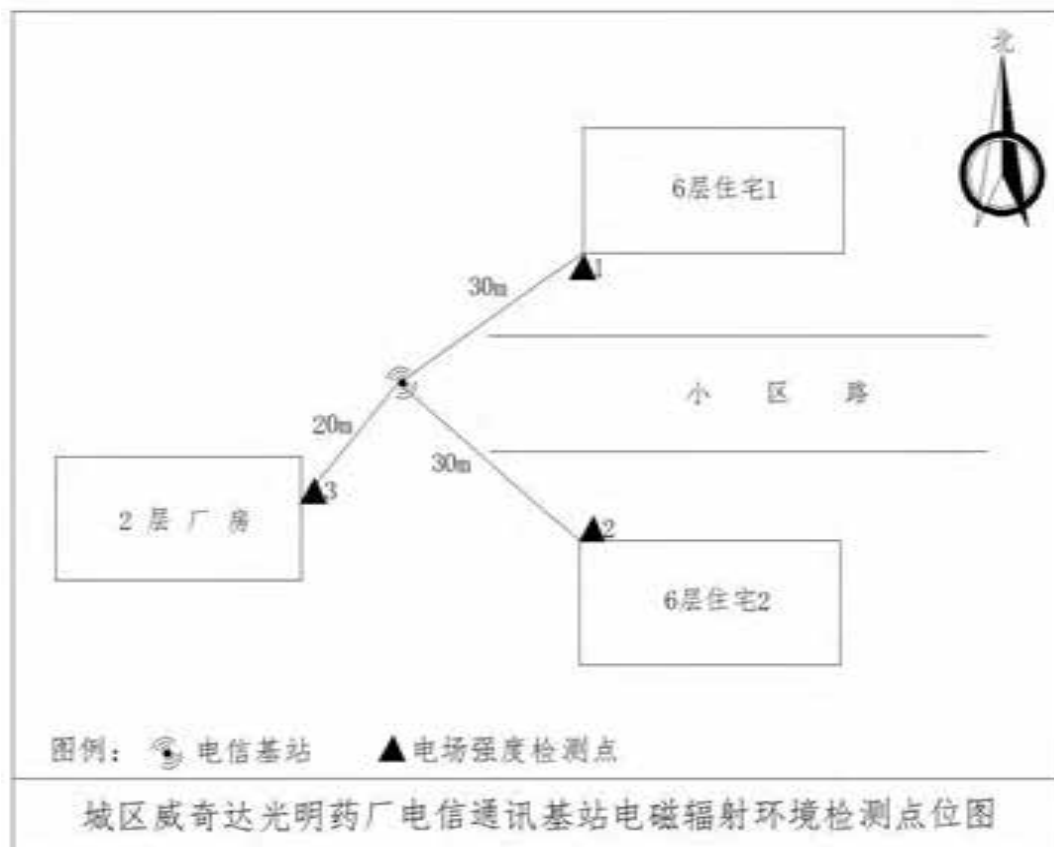 北
6层住宅1
1
30m
小 区 路
20m
30m
3
2 层 厂 房
2
6层住宅2
图例： 电信基站 电场强度检测点
城区威奇达光明药厂电信通讯基站电磁辐射环境检测点位图